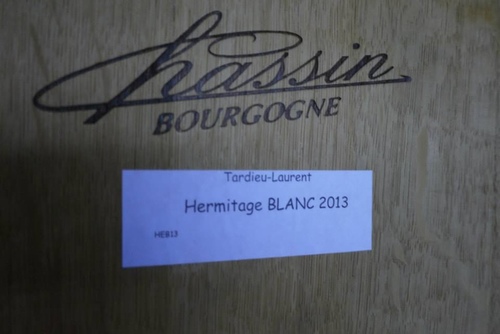 Chassin
BOURGOGNE
Tardieu-Laurent
Hermitage BLANC 2013
HEB13